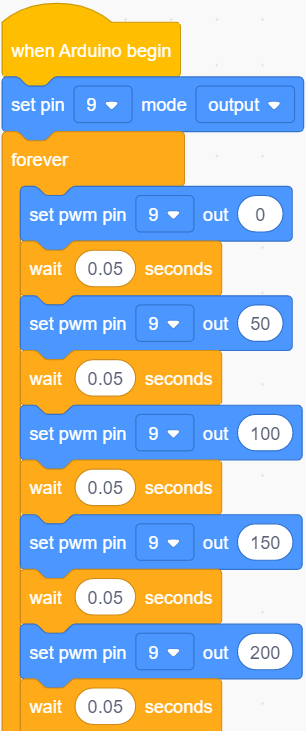 when Arduino begin
set pin 9 mode output
forever
set pwm pin 9 out 0
wait 0.05 seconds
set pwm pin 9 out 50
wait 0.05 seconds
set pwm pin 9 out 100
wait 0.05 seconds
set pwm pin 9 out 150
wait 0.05 seconds
set pwm pin 9 out 200
wait 0.05 seconds